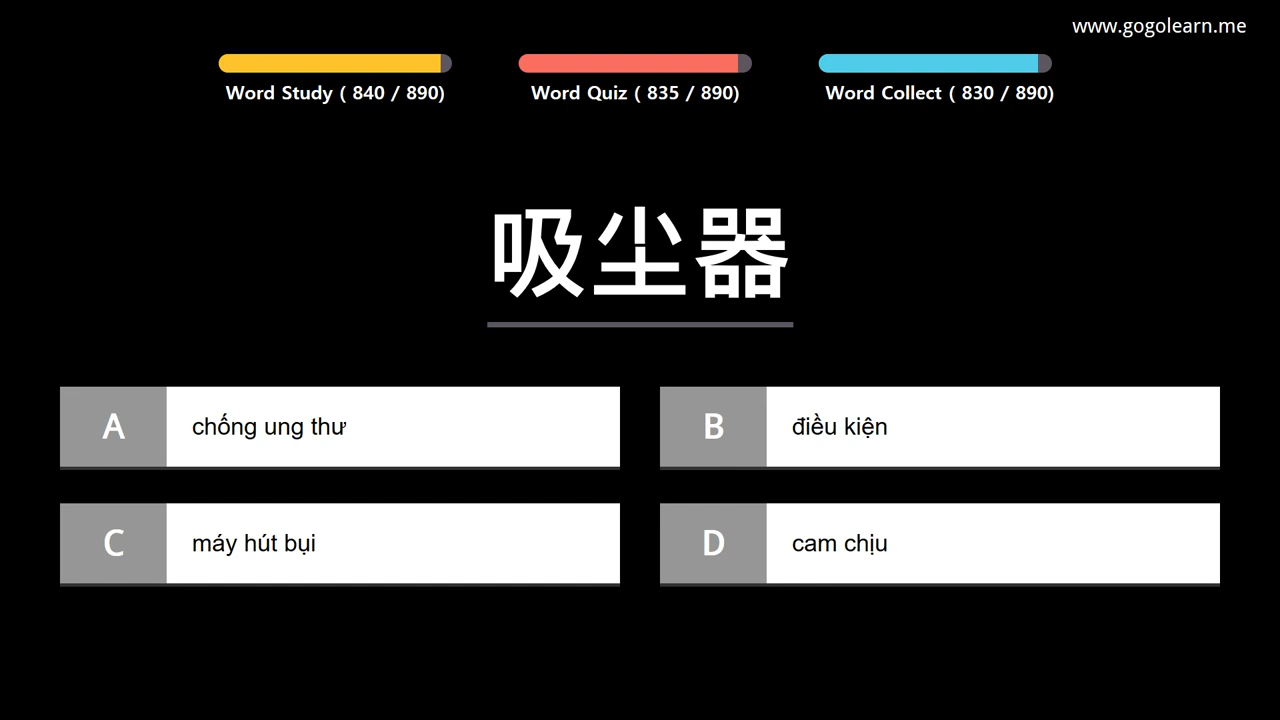 www.gogolearn.me
Word Study ( 840 / 890)
Word Quiz ( 835 / 890)
Word Collect ( 830 / 890)
吸尘器
A
chống ung thư
B
điều kiện
C
máy hút bụi
D
cam chịu